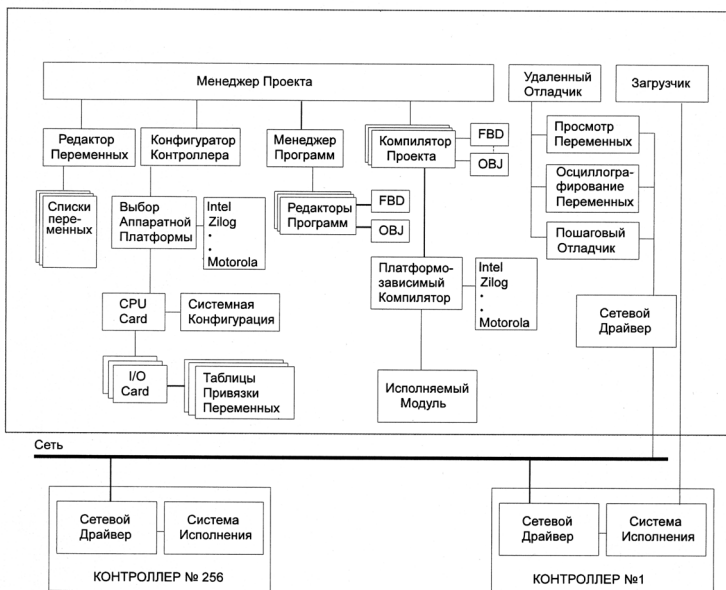 Менеджер Проекта
Удаленный
Отладчик
Загрузчик
Редактор
Переменных
Конфигуратор
Контроллера
Менеджер
Программ
Компилятор
Проекта
FBD
OBJ
Просмотр
Переменных
Списки
пере-
менных
Выбор
Аппаратной
Платформы
Intel
Zilog
.
.
Motorola
Редакторы
Программ
FBD
OBJ
Осциллогра-
фирование
Переменных
Пошаговый
Отладчик
Платформо-
зависимый
Компилятор
Intel
Zilog
.
.
Motorola
CPU
Card
Системная
Конфигурация
Сетевой
Драйвер
I/O
Card
Таблицы
Привязки
Переменных
Исполняемый
Модуль
Сеть
Сетевой
Драйвер
Система
Исполнения
КОНТРОЛЛЕР № 256
Сетевой
Драйвер
Система
Исполнения
КОНТРОЛЛЕР №1